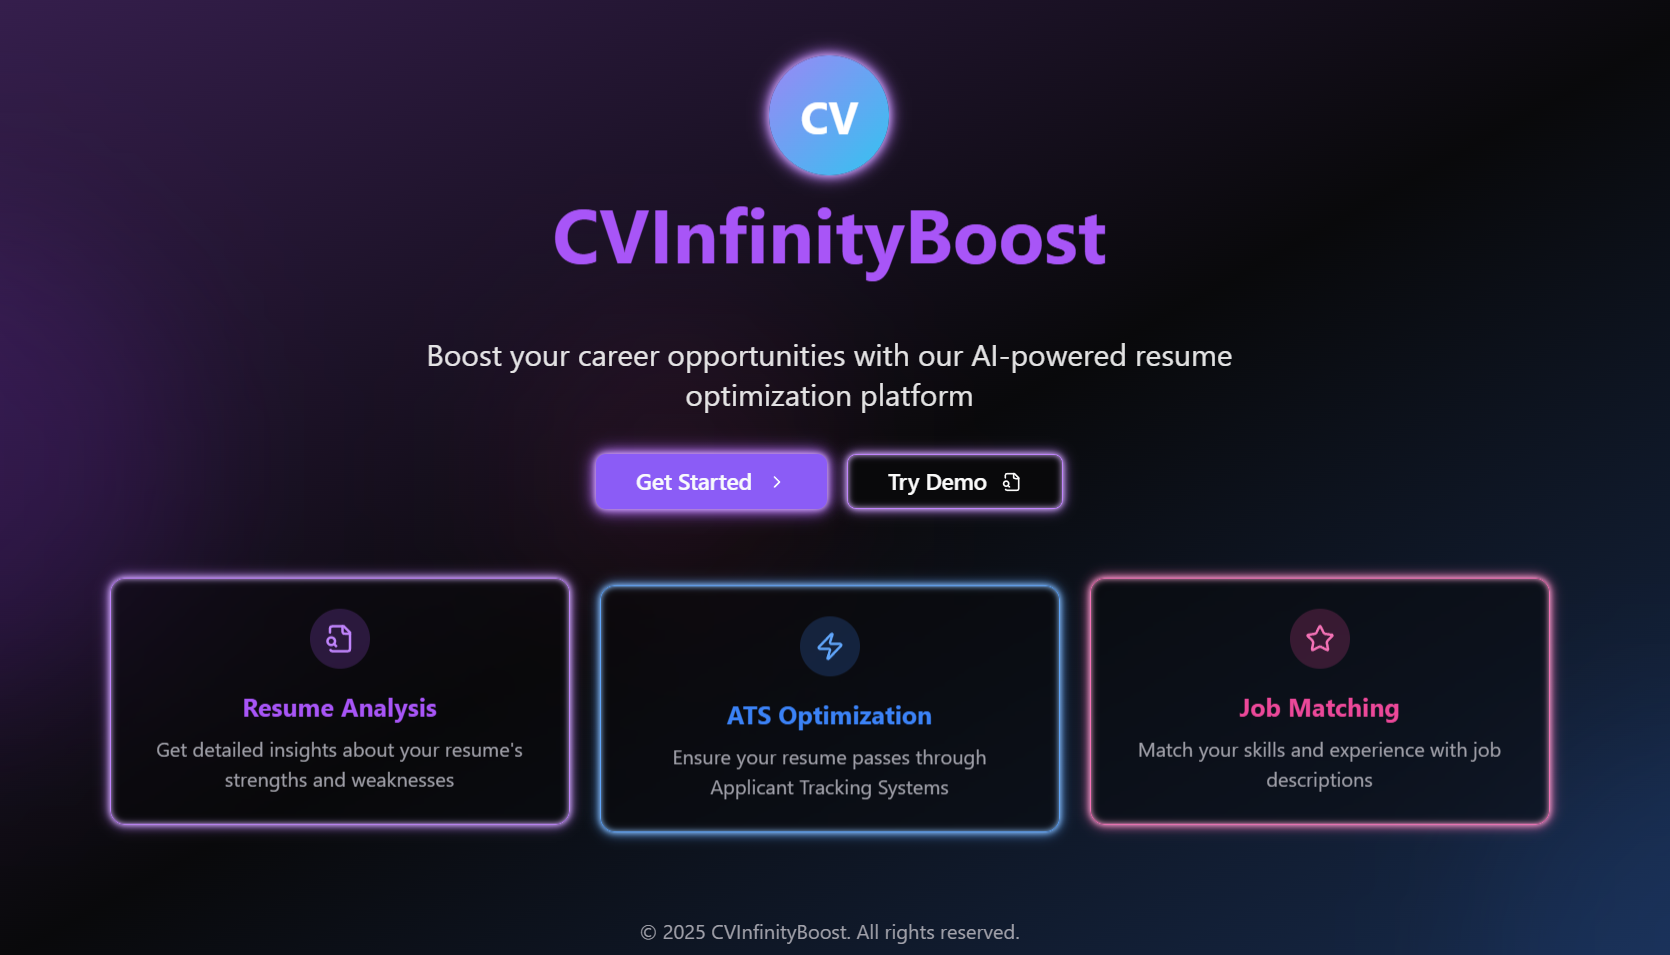 CV
CVInfinityBoost
Boost your career opportunities with our AI-powered resume
optimization platform
Get Started
Try Demo
Resume Analysis
Get detailed insights about your resume's
strengths and weaknesses
ATS Optimization
Ensure your resume passes through
Applicant Tracking Systems
Job Matching
Match your skills and experience with job
descriptions
© 2025 CVInfinityBoost. All rights reserved.